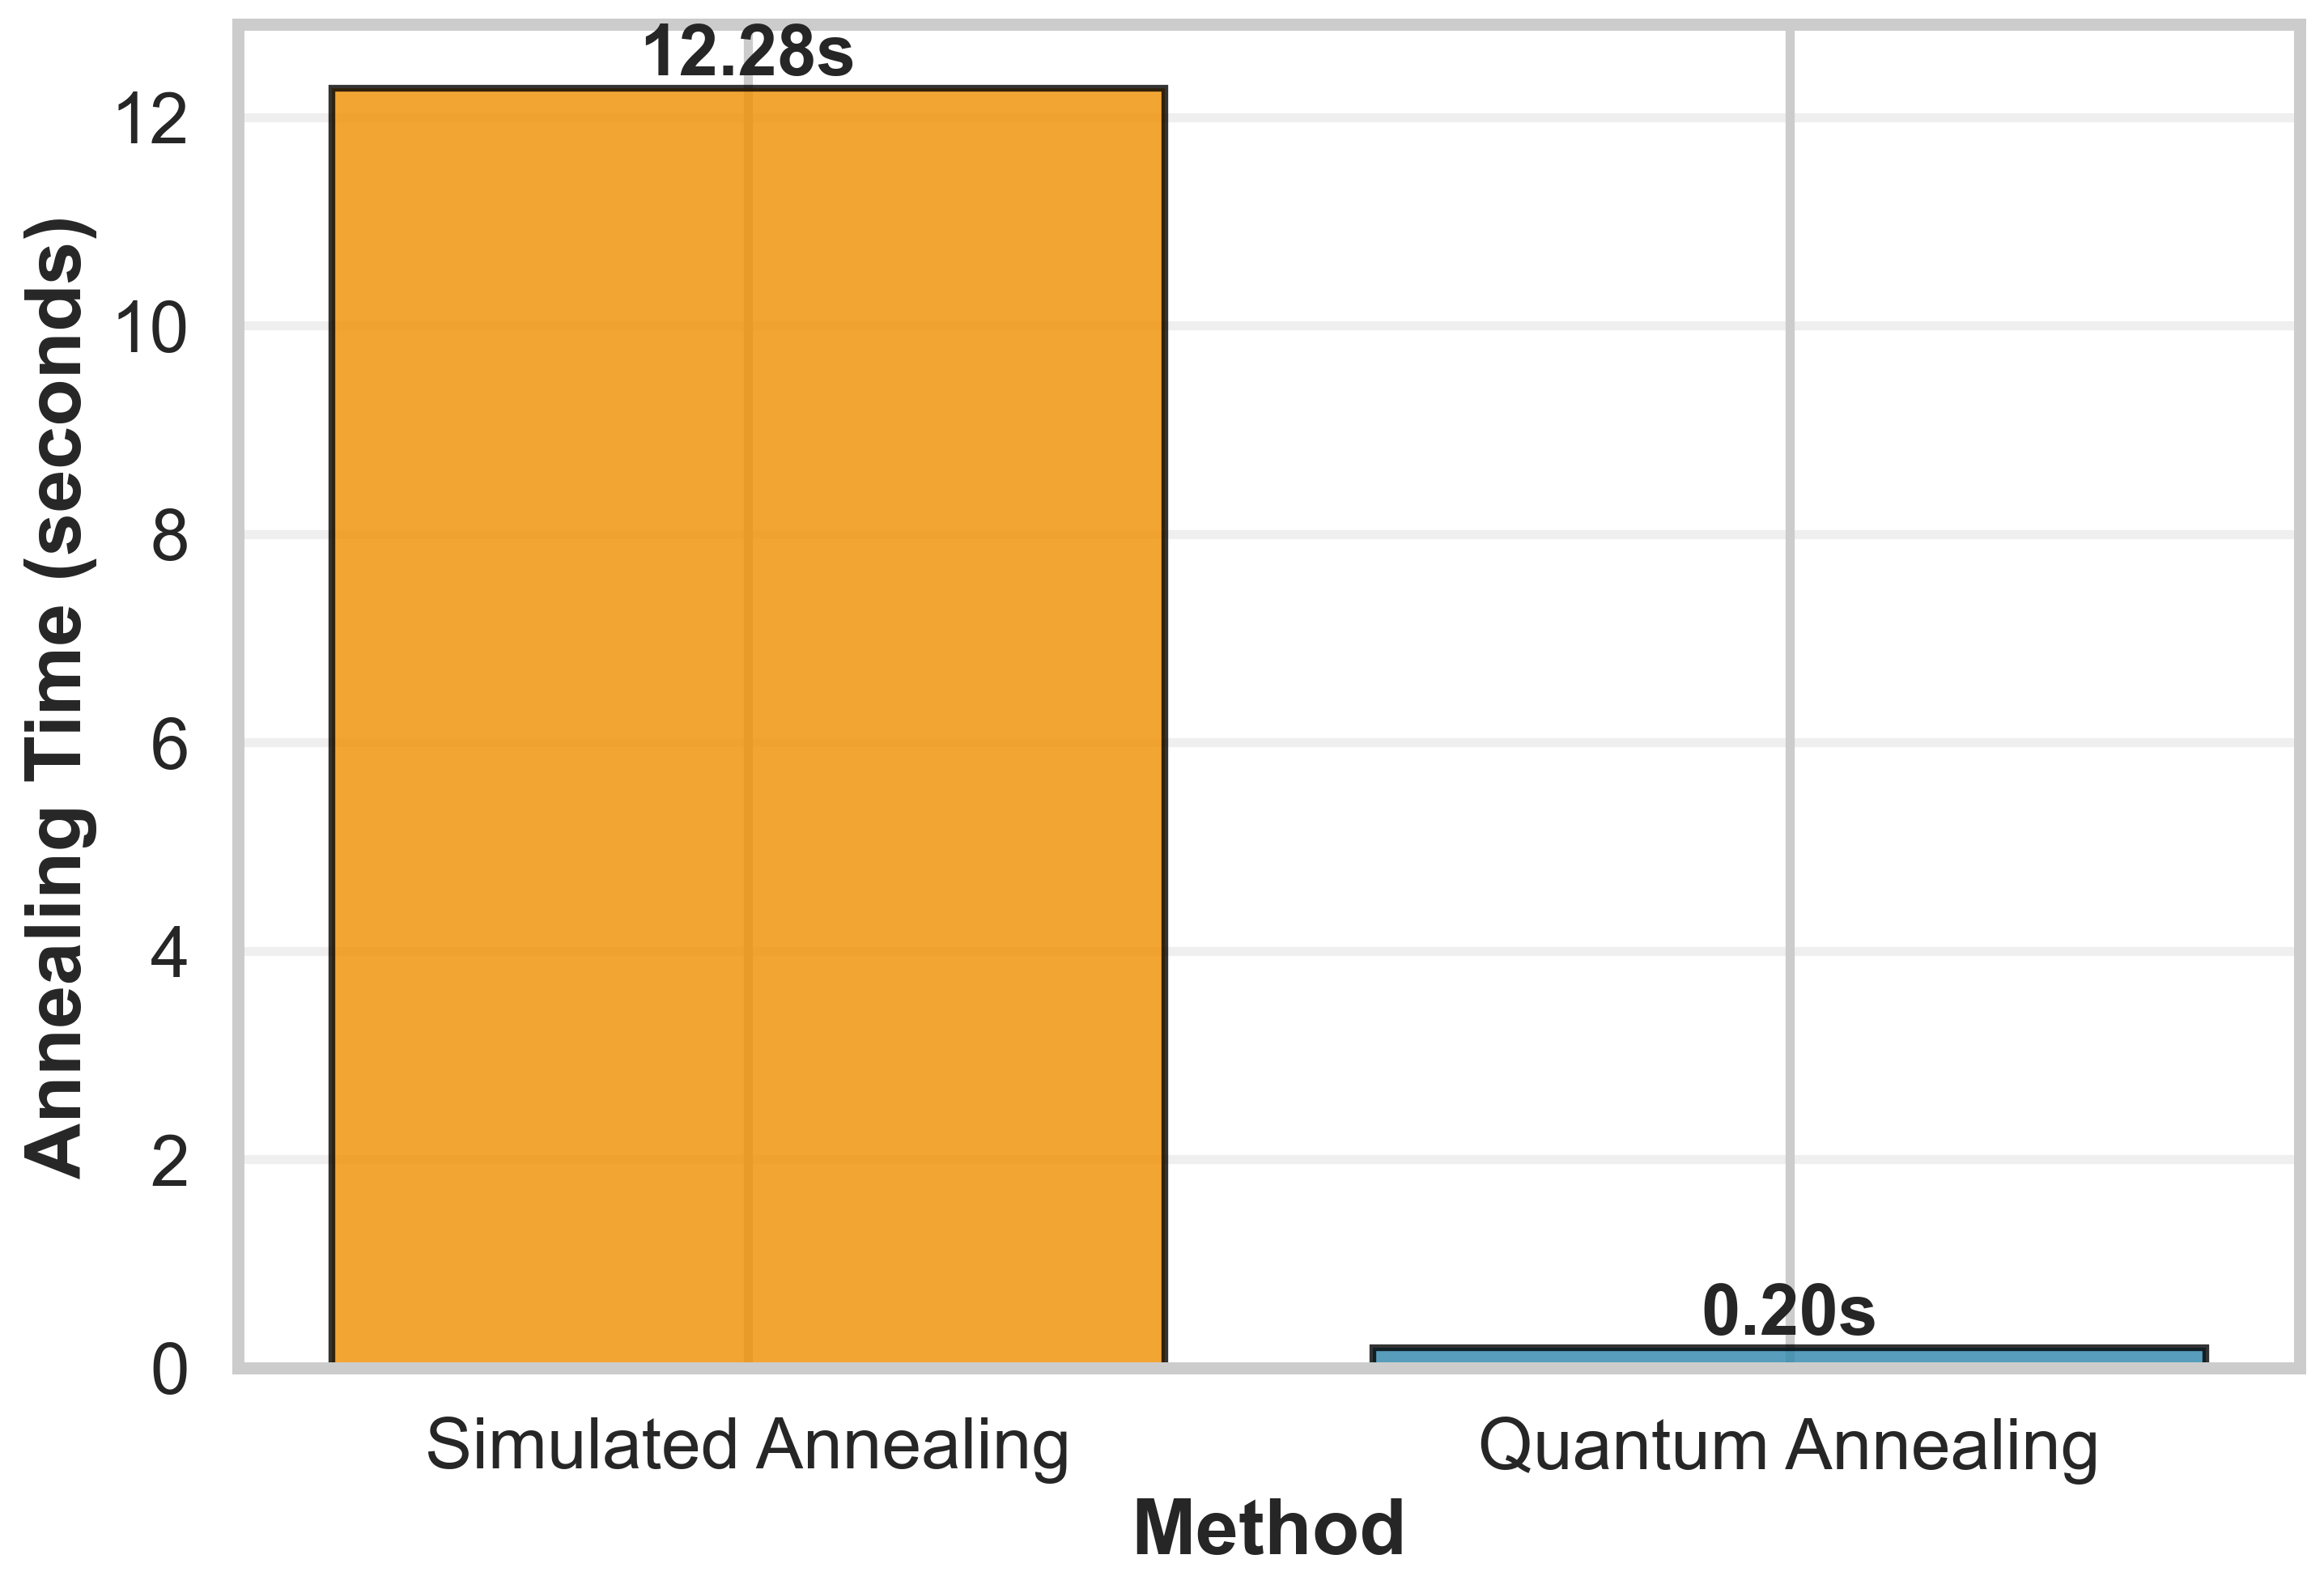 12.28s
12
10
8
6
4
2
0
Annealing Time (seconds)
0.20s
Simulated Annealing
Quantum Annealing
Method